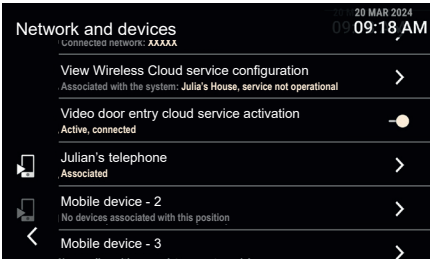 20 MAR 2024
Network and devices
09:18 AM
Connected network: XXXXX
View Wireless Cloud service configuration
Associated with the system: Julia's House, service not operational
Video door entry cloud service activation
Active, connected
Julian's telephone
Associated
Mobile device - 2
No devices associated with this position
Mobile device - 3